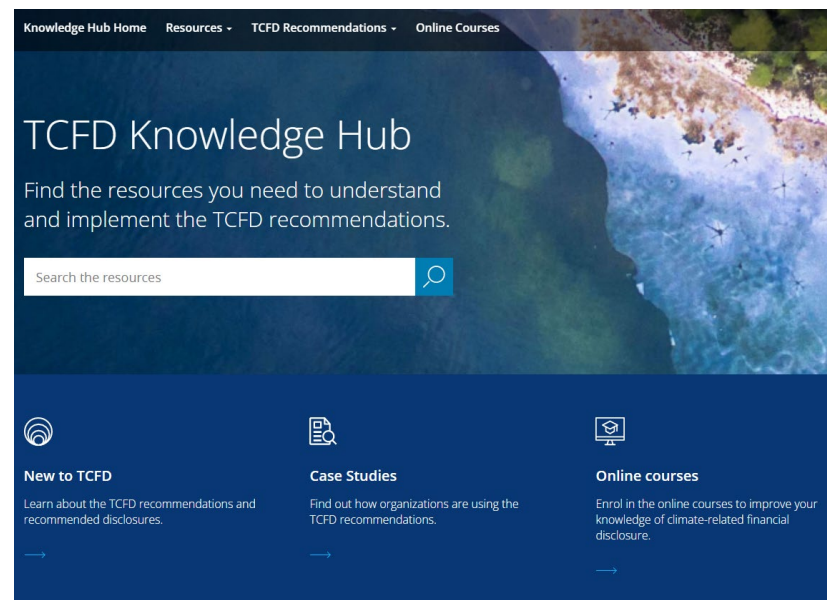 Knowledge Hub Home Resources TCFD Recommendations Online Courses
TCFD Knowledge Hub
Find the resources you need to understand
and implement the TCFD recommendations.
Search the resources
New to TCFD
Learn about the TCFD recommendations and
recommended disclosures.
Case Studies
Find out how organizations are using the
TCFD recommendations.
Online courses
Enrol in the online courses to improve your
knowledge of climate-related financial
disclosure.